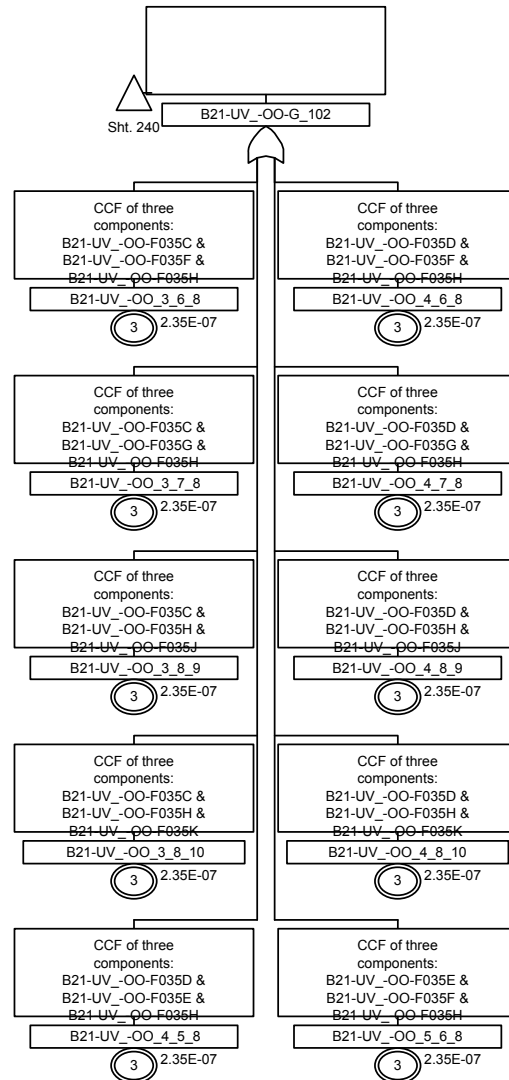 Sht. 240
B21-UV_-OO-G_102
CCF of three
components:
B21-UV_-OO-F035C &
B21-UV_-OO-F035F &
B21-UV_-OO-F035H
B21-UV_-OO_3_6_8
3
2.35E-07
CCF of three
components:
B21-UV_-OO-F035D &
B21-UV_-OO-F035F &
B21-UV_-OO-F035H
B21-UV_-OO_4_6_8
3
2.35E-07
CCF of three
components:
B21-UV_-OO-F035C &
B21-UV_-OO-F035G &
B21-UV_-OO-F035H
B21-UV_-OO_3_7_8
3
2.35E-07
CCF of three
components:
B21-UV_-OO-F035D &
B21-UV_-OO-F035G &
B21-UV_-OO-F035H
B21-UV_-OO_4_7_8
3
2.35E-07
CCF of three
components:
B21-UV_-OO-F035C &
B21-UV_-OO-F035H &
B21-UV_-OO-F035J
B21-UV_-OO_3_8_9
3
2.35E-07
CCF of three
components:
B21-UV_-OO-F035D &
B21-UV_-OO-F035H &
B21-UV_-OO-F035J
B21-UV_-OO_4_8_9
3
2.35E-07
CCF of three
components:
B21-UV_-OO-F035C &
B21-UV_-OO-F035H &
B21-UV_-OO-F035K
B21-UV_-OO_3_8_10
3
2.35E-07
CCF of three
components:
B21-UV_-OO-F035D &
B21-UV_-OO-F035H &
B21-UV_-OO-F035K
B21-UV_-OO_4_8_10
3
2.35E-07
CCF of three
components:
B21-UV_-OO-F035D &
B21-UV_-OO-F035E &
B21-UV_-OO-F035H
B21-UV_-OO_4_5_8
3
2.35E-07
CCF of three
components:
B21-UV_-OO-F035E &
B21-UV_-OO-F035F &
B21-UV_-OO-F035H
B21-UV_-OO_5_6_8
3
2.35E-07